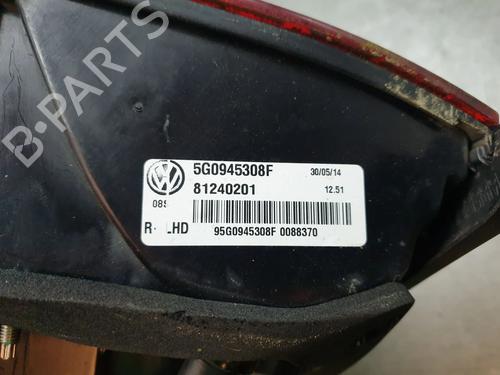 5G0945308F 30/05/14
81240201 12.51
R- LHD
95G0945308F 0088370
B-PARTS